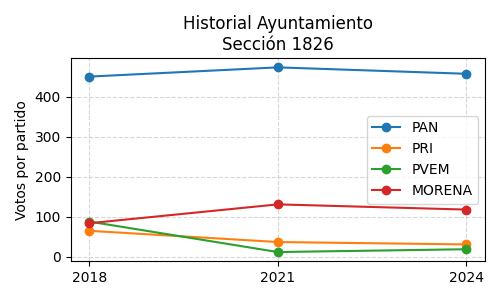 Historial Ayuntamiento
Sección 1826
Votos por partido
400
300
200
100
0
2018
2021
2024
PAN
PRI
PVEM
MORENA